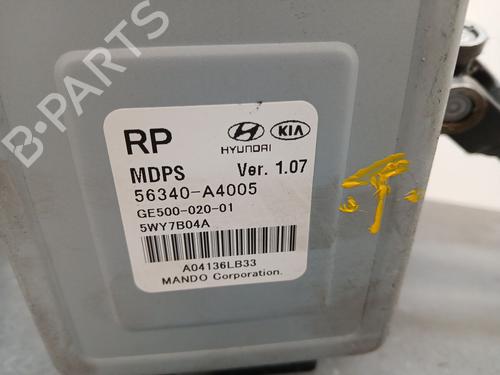 B-PARTS
RP
HYUNDAI
KIA
MDPS Ver. 1.07
56340-A4005
GE500-020-01
5WY7B04A
A04136LB33
MANDO Corporation.